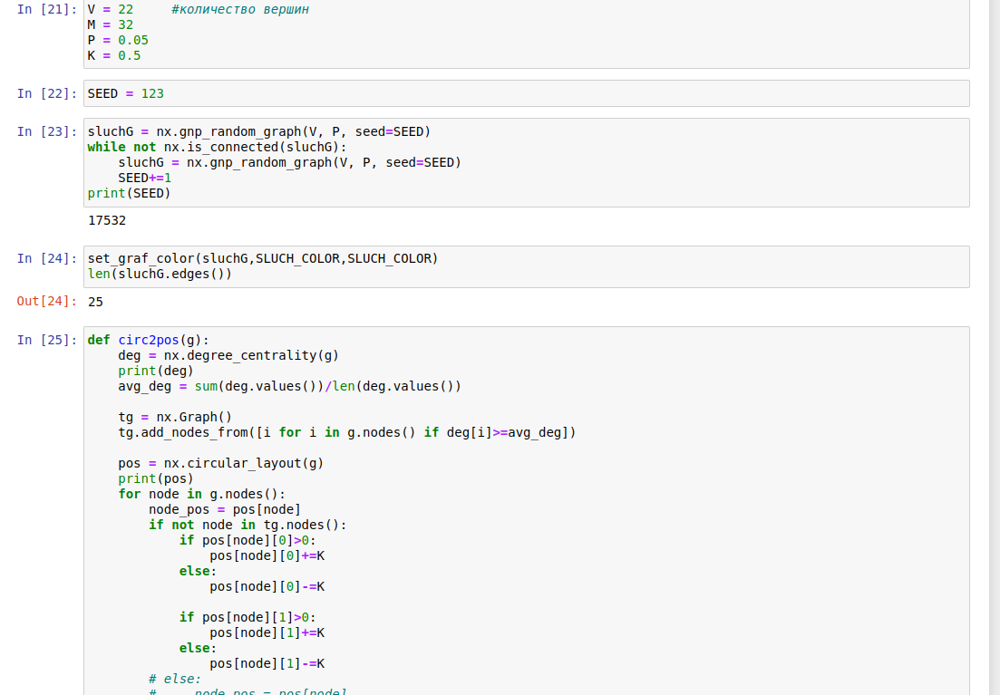 In [21]: V = 22     #количество вершин
M = 32
P = 0.05
K = 0.5
In [22]: SEED = 123
In [23]: sluchG = nx.gnp_random_graph(V, P, seed=SEED)
while not nx.is_connected(sluchG):
    sluchG = nx.gnp_random_graph(V, P, seed=SEED)
    SEED+=1
print(SEED)
17532
In [24]: set_graf_color(sluchG,SLUCH_COLOR,SLUCH_COLOR)
len(sluchG.edges())
Out[24]: 25
In [25]: def circ2pos(g):
    deg = nx.degree_centrality(g)
    print(deg)
    avg_deg = sum(deg.values())/len(deg.values())
    tg = nx.Graph()
    tg.add_nodes_from([i for i in g.nodes() if deg[i]>=avg_deg])
    pos = nx.circular_layout(g)
    print(pos)
    for node in g.nodes():
        node_pos = pos[node]
        if not node in tg.nodes():
            if pos[node][0]>0:
                pos[node][0]+=K
            else:
                pos[node][0]-=K
            if pos[node][1]>0:
                pos[node][1]+=K
            else:
                pos[node][1]-=K
        # else:
        #     node_pos = pos[node]